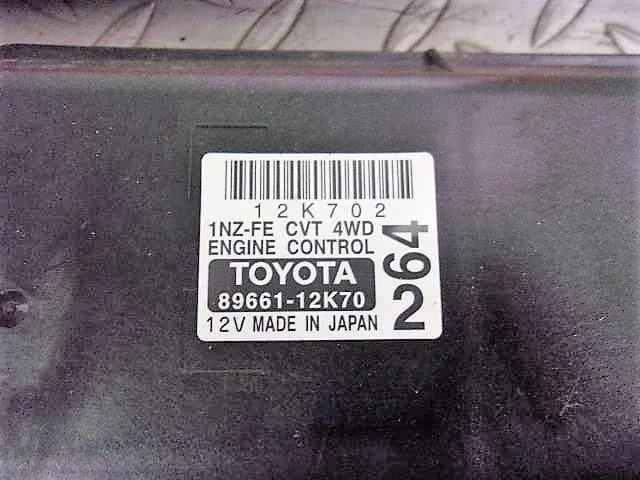 12K702
1NZ-FE CVT 4WD
ENGINE CONTROL
TOYOTA
89661-12K70
12V MADE IN JAPAN
264
2